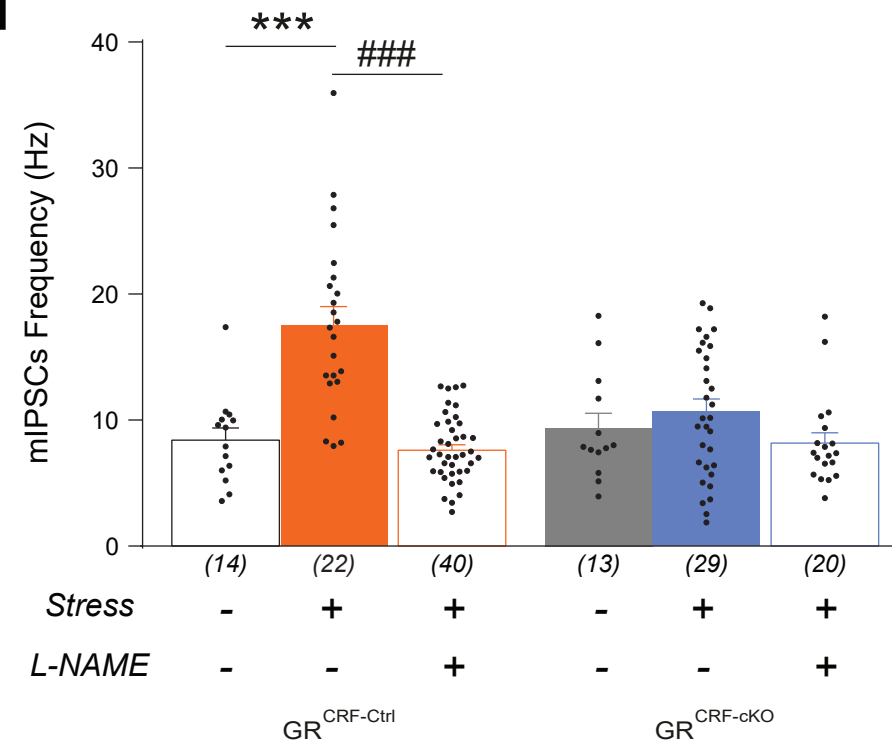 ***
###
40
30
20
10
0
mIPSCs Frequency (Hz)
(14) (22) (40) (13) (29) (20)
Stress - + + - + +
L-NAME - - + - - +
GR^CRF-Ctrl GR^CRF-cKO